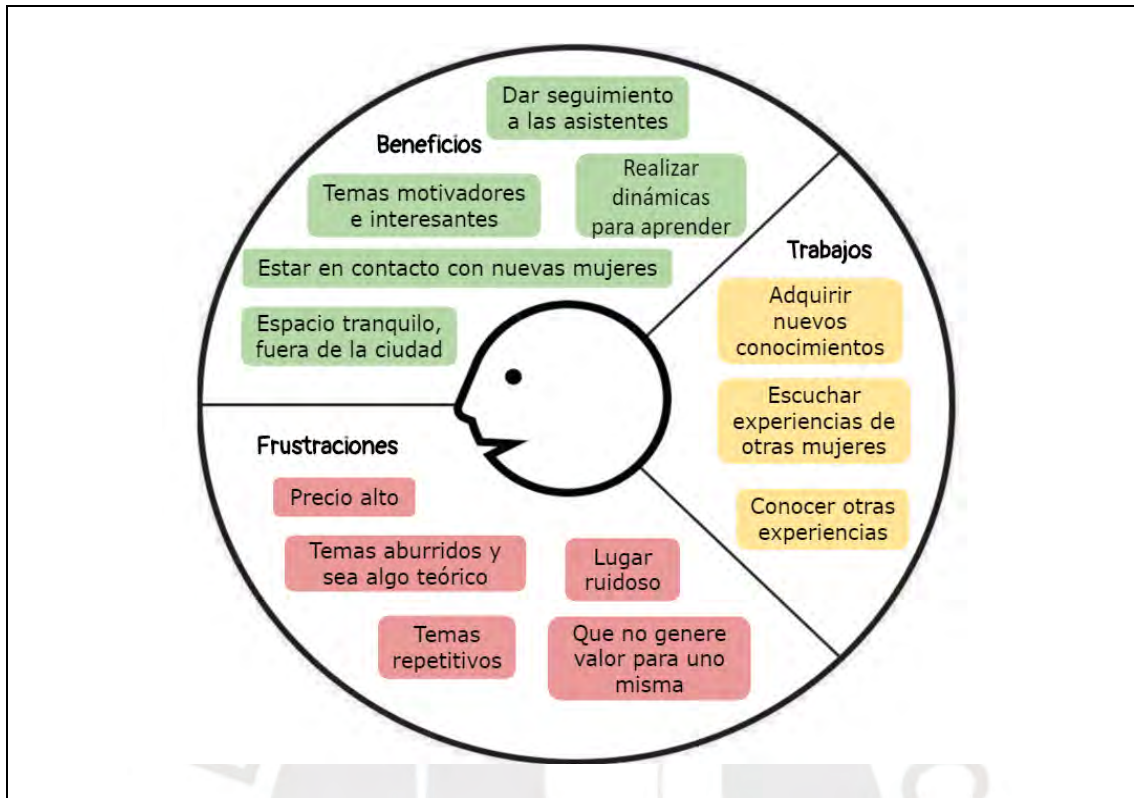 Beneficios
Dar seguimiento
a las asistentes
Temas motivadores
e interesantes
Realizar
dinámicas
para aprender
Estar en contacto con nuevas mujeres
Espacio tranquilo,
fuera de la ciudad
Trabajos
Adquirir
nuevos
conocimientos
Escuchar
experiencias de
otras mujeres
Conocer otras
experiencias
Frustraciones
Precio alto
Temas aburridos y
sea algo teórico
Lugar
ruidoso
Temas
repetitivos
Que no genere
valor para uno
misma